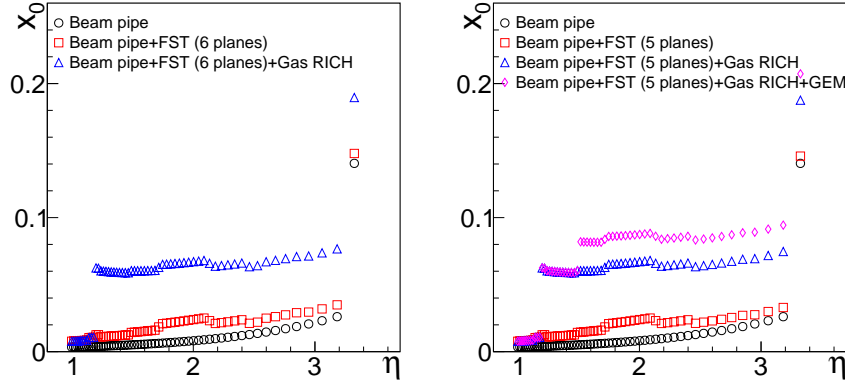 X0
Beam pipe
Beam pipe+FST (6 planes)
Beam pipe+FST (6 planes)+Gas RICH
0.2
0.1
0
1 2 3 η
X0
Beam pipe
Beam pipe+FST (5 planes)
Beam pipe+FST (5 planes)+Gas RICH
Beam pipe+FST (5 planes)+Gas RICH+GEM
0.2
0.1
0
1 2 3 η